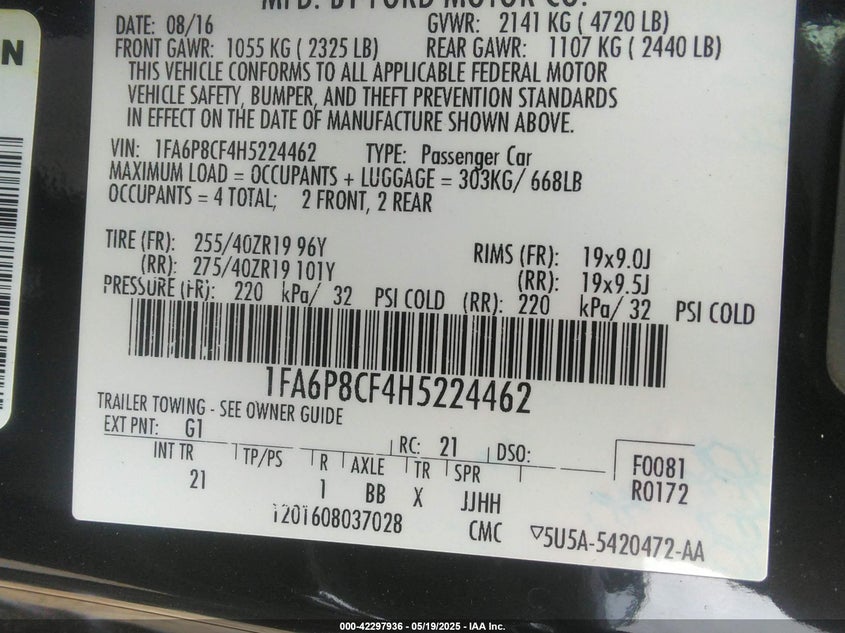 MFD. BY FORD MOTOR CO.
DATE: 08/16 GVWR: 2141 KG ( 4720 LB)
FRONT GAWR: 1055 KG ( 2325 LB) REAR GAWR: 1107 KG ( 2440 LB)
THIS VEHICLE CONFORMS TO ALL APPLICABLE FEDERAL MOTOR
VEHICLE SAFETY, BUMPER, AND THEFT PREVENTION STANDARDS
IN EFFECT ON THE DATE OF MANUFACTURE SHOWN ABOVE.
VIN: 1FA6P8CF4H5224462 TYPE: Passenger Car
MAXIMUM LOAD = OCCUPANTS + LUGGAGE = 303KG/ 668LB
OCCUPANTS = 4 TOTAL; 2 FRONT, 2 REAR
TIRE (FR): 255/40ZR19 96Y RIMS (FR): 19x9.0J
(RR): 275/40ZR19 101Y (RR): 19x9.5J
PRESSURE (FR): 220 kPa/ 32 PSI COLD (RR): 220 kPa/ 32 PSI COLD
1FA6P8CF4H5224462
TRAILER TOWING - SEE OWNER GUIDE
EXT PNT: G1 RC: 21 DSO:
INT TR TP/PS R AXLE TR SPR F0081
21 1 BB X JJHH R0172
1201608037028 CMC ▽5U5A-5420472-AA
N
000-42297936 - 05/19/2025 - IAA Inc.